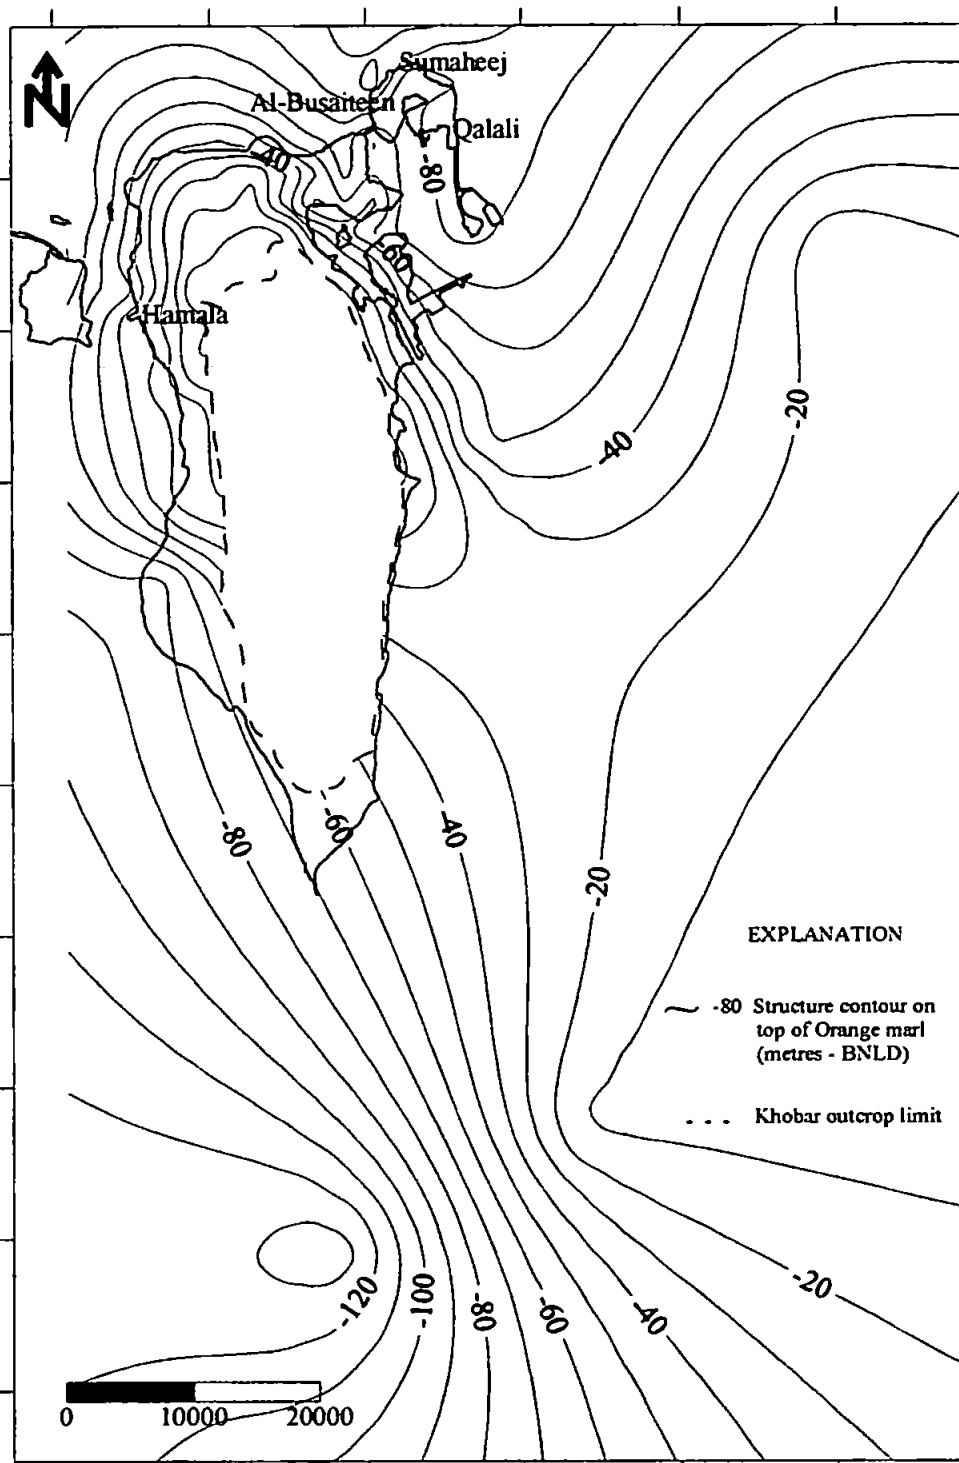 Sumaheej
N
Al-Busaiteen
Qalali
-40
-80
-60
Hamala
-20
-40
-60
-40
-80
-20
EXPLANATION
-80 Structure contour on
top of Orange marl
(metres - BNLD)
Khobar outcrop limit
-20
-120
-100
-80
-60
-40
0 10000 20000